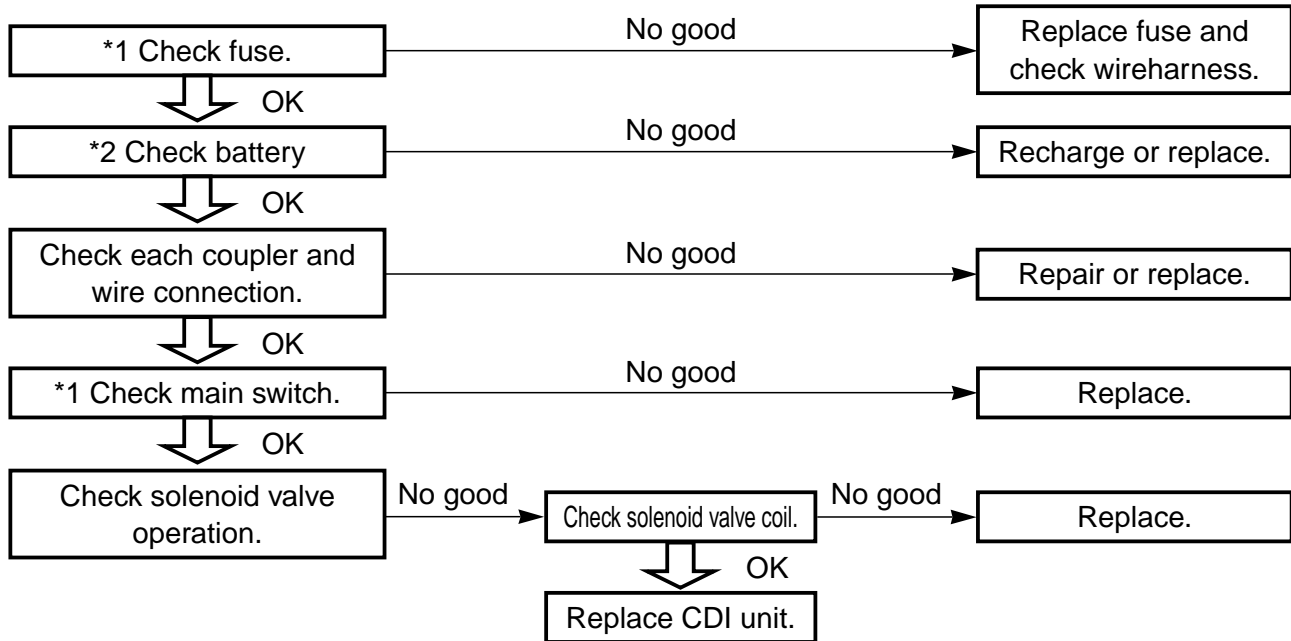 *1 Check fuse.
No good
Replace fuse and
check wireharness.
OK
*2 Check battery
No good
Recharge or replace.
OK
Check each coupler and
wire connection.
No good
Repair or replace.
OK
*1 Check main switch.
No good
Replace.
OK
Check solenoid valve
operation.
No good
Check solenoid valve coil.
No good
Replace.
OK
Replace CDI unit.